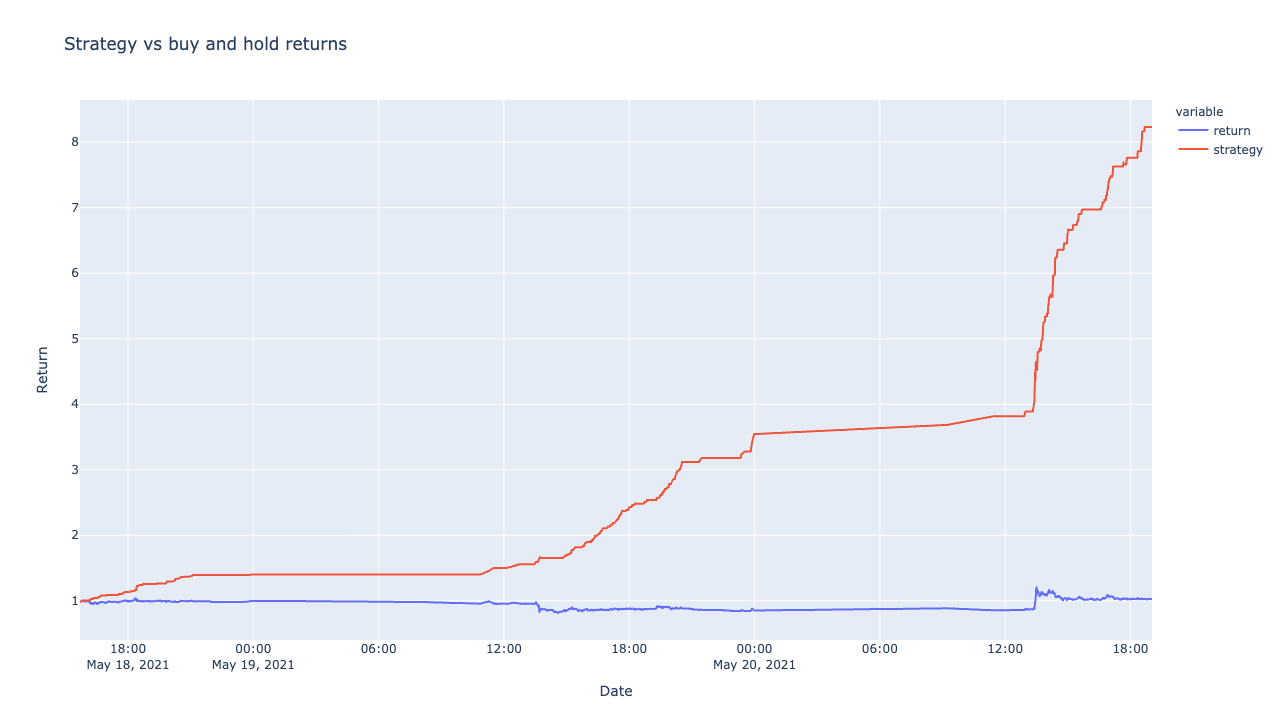 Strategy vs buy and hold returns
variable
return
strategy
8
7
6
5
4
3
2
1
Return
18:00 00:00 06:00 12:00 18:00 00:00 06:00 12:00 18:00
May 18, 2021 May 19, 2021 May 20, 2021
Date